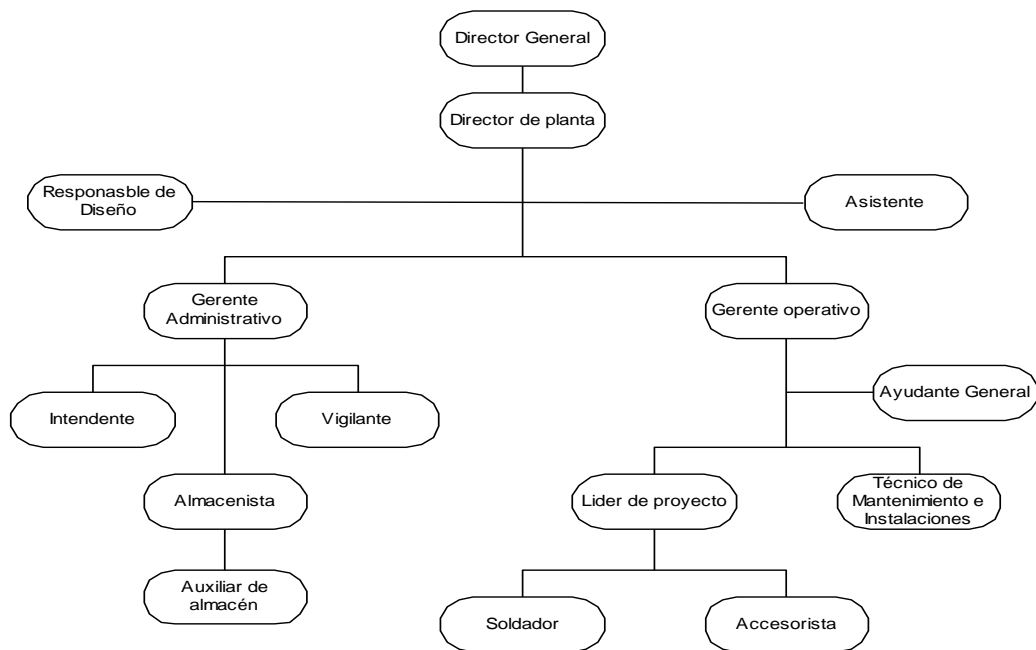 Director General
Director de planta
Responasble de
Diseño
Asistente
Gerente
Administrativo
Gerente operativo
Intendente
Vigilante
Ayudante General
Almacenista
Lider de proyecto
Técnico de
Mantenimiento e
Instalaciones
Auxiliar de
almacén
Soldador
Accesorista